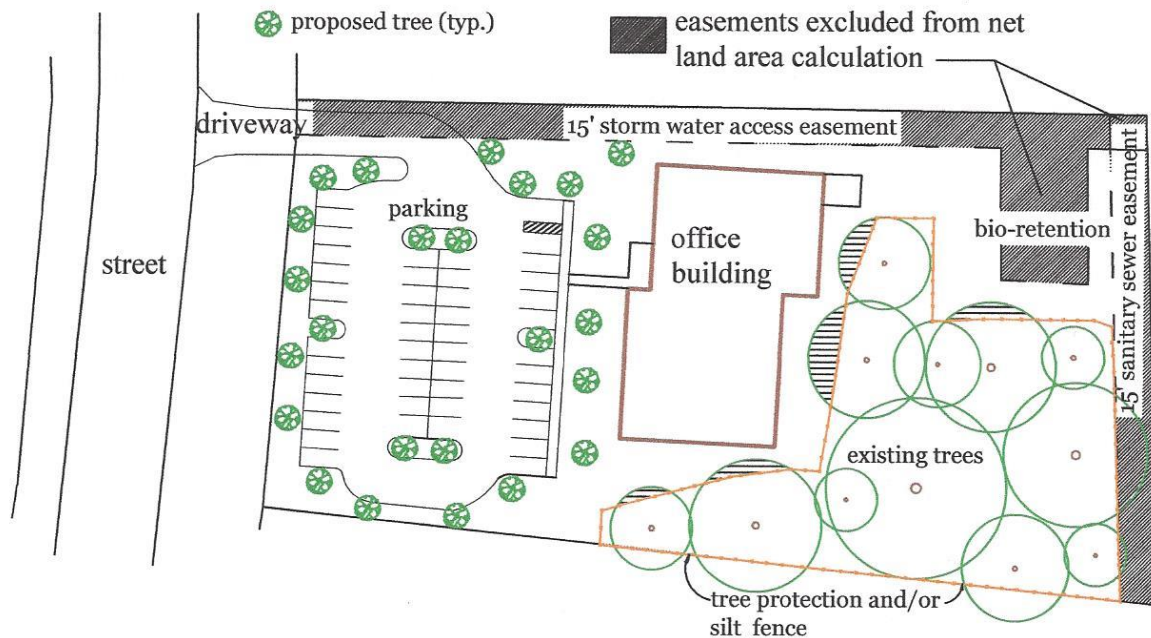 proposed tree (typ.)
easements excluded from net
land area calculation
driveway
15' storm water access easement
15' sanitary sewer easement
parking
office
building
bio-retention
street
existing trees
tree protection and/or
silt fence